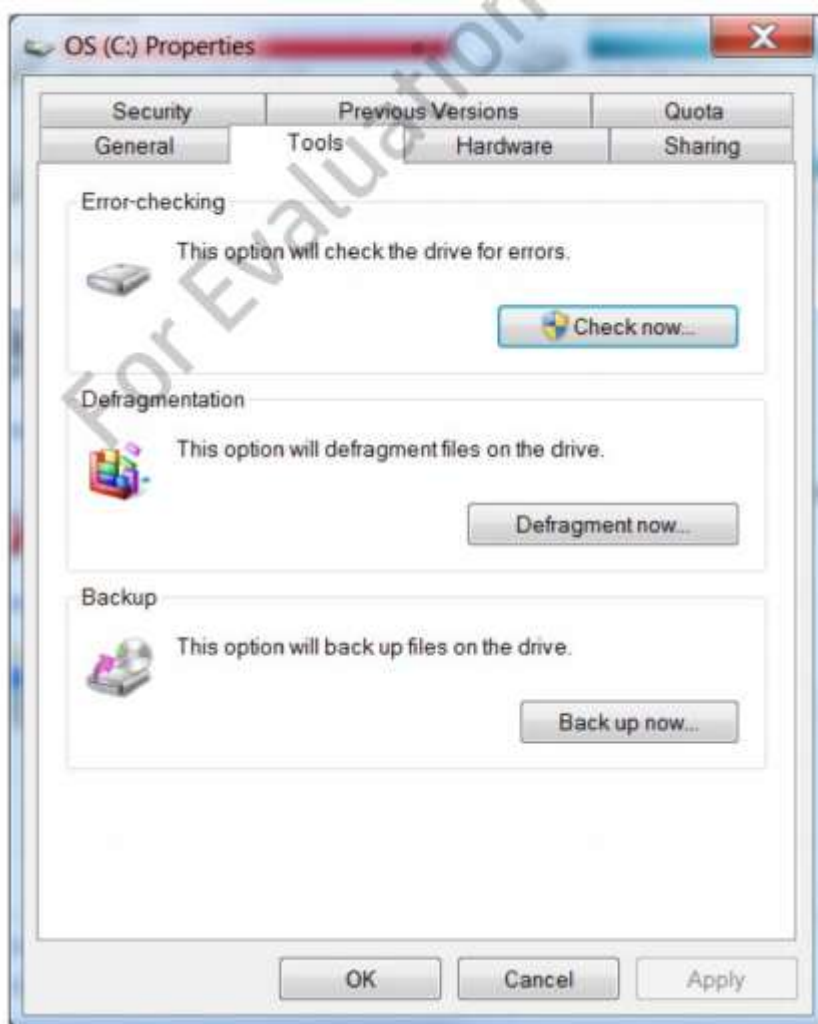 OS (C:) Properties
Security Previous Versions Quota
General Tools Hardware Sharing
Error-checking
This option will check the drive for errors.
Check now...
Defragmentation
This option will defragment files on the drive.
Defragment now...
Backup
This option will back up files on the drive.
Back up now...
OK Cancel Apply
For Evaluation